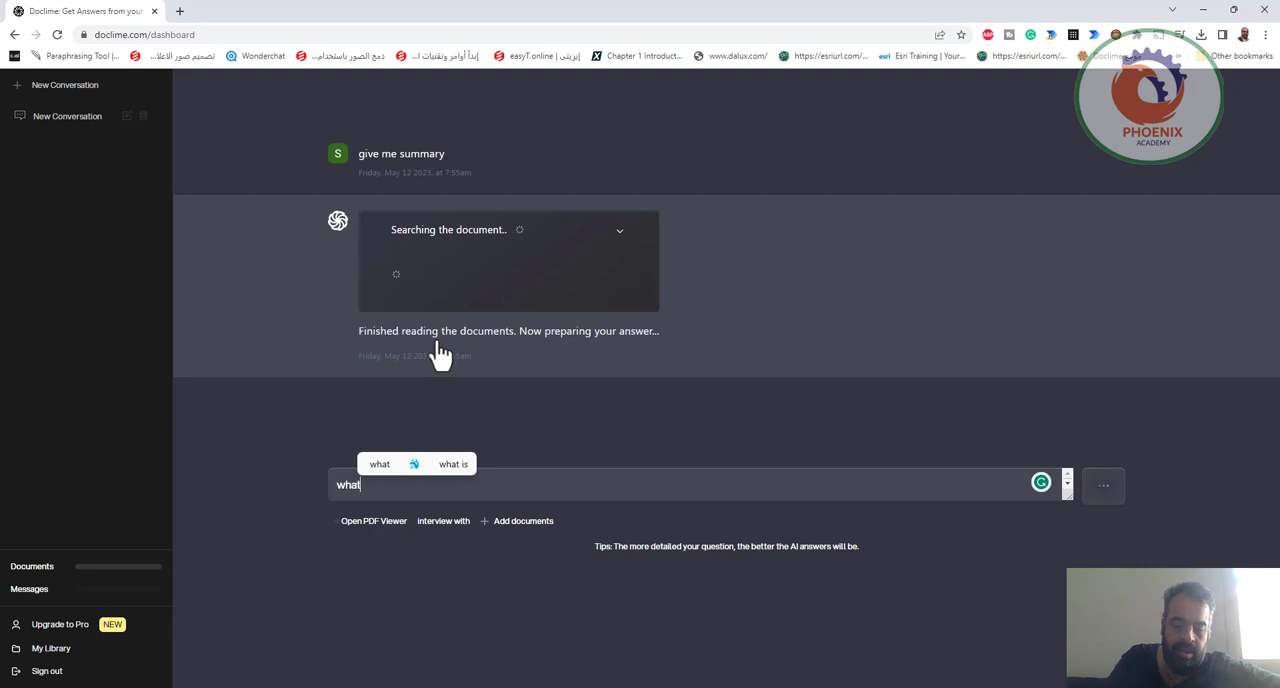 Doclime: Get Answers from your
doclime.com/dashboard
Paraphrasing Tool |...
تصميم صور الاعلا...
Wonderchat
دمج الصور باستخدام...
إبدأ أوامر وتقنيات ا...
easyT.online | إيزيتي...
Chapter 1 Introduct...
www.dalux.com/
https://esriurl.com/...
esri
Esri Training | Your...
https://esriurl.com/...
Other bookmarks
New Conversation
New Conversation
PHOENIX
ACADEMY
S
give me summary
Friday, May 12 2023, at 7:55am
Searching the document..
Finished reading the documents. Now preparing your answer...
what
what is
what
Open PDF Viewer
interview with
Add documents
Tips: The more detailed your question, the better the AI answers will be.
Documents
Messages
Upgrade to Pro
NEW
My Library
Sign out